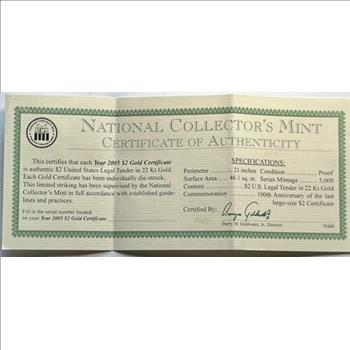 NATIONAL COLLECTOR'S MINT
CERTIFICATE OF AUTHENTICITY
This certifies that each Year 2005 $2 Gold Certificate
is authentic $2 United States Legal Tender in 22 Kt Gold.
Each Gold Certificate has been individually die-struck.
This limited striking has been supervised by the National
Collector's Mint in full accordance with established guide-
lines and practices.
Fill in the serial number located
on your Year 2005 $2 Gold Certificate
SPECIFICATIONS:
Perimeter ........ 21 inches Condition ........ Proof
Surface Area ..... 46.1 sq. in. Series Mintage ..... 5,000
Content ........ $2 U.S. Legal Tender in 22 Kt Gold
Commemoration ...... 100th Anniversary of the last
large-size $2 Certificate
Certified By:
Barry M. Goldwater, Jr., Director